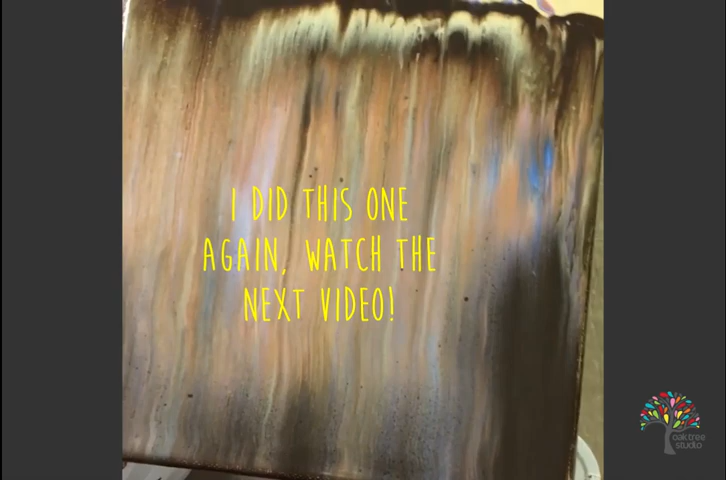 I DID THIS ONE
AGAIN, WATCH THE
NEXT VIDEO!
oaktree
studio